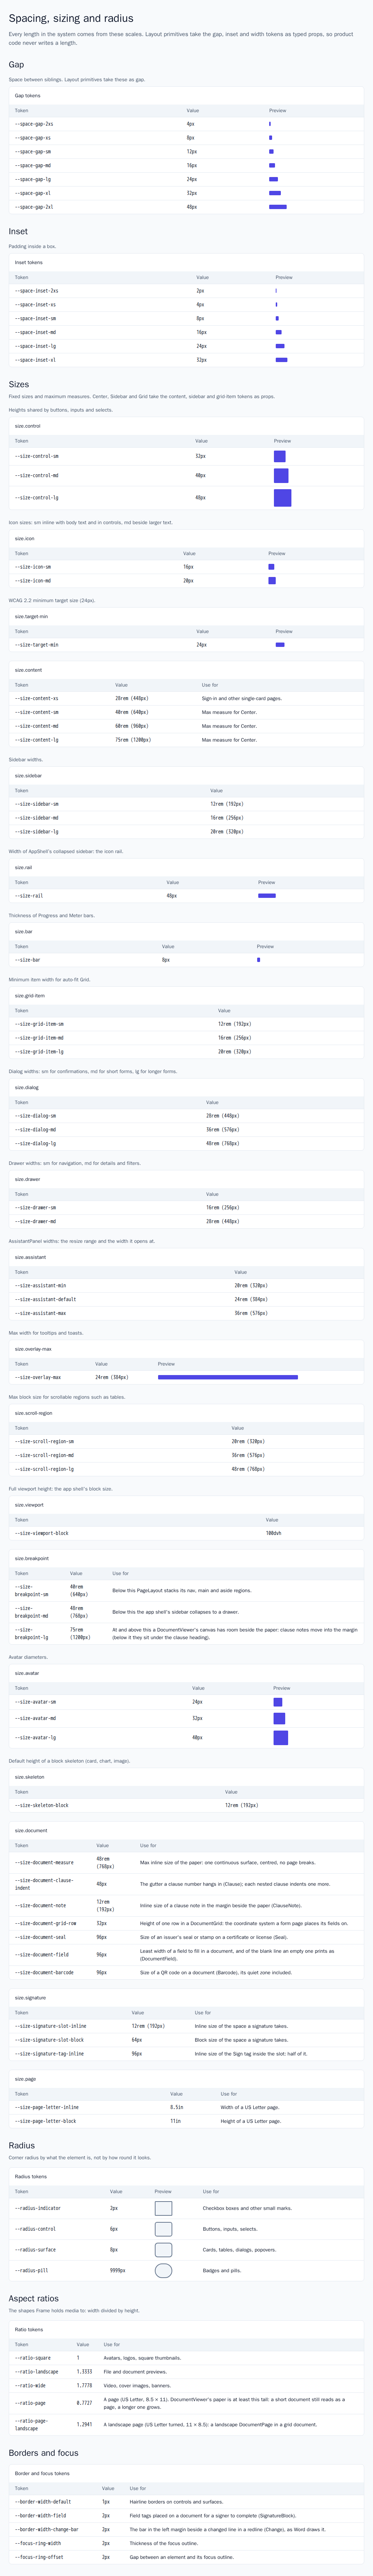 Spacing, sizing and radius
Every length in the system comes from these scales. Layout primitives take the gap, inset and width tokens as typed props, so product
code never writes a length.
Gap
Space between siblings. Layout primitives take these as gap.
Gap tokens
Token Value Preview
--space-gap-2xs 4px
--space-gap-xs 8px
--space-gap-sm 12px
--space-gap-md 16px
--space-gap-lg 24px
--space-gap-xl 32px
--space-gap-2xl 48px
Inset
Padding inside a box.
Inset tokens
Token Value Preview
--space-inset-2xs 2px
--space-inset-xs 4px
--space-inset-sm 8px
--space-inset-md 16px
--space-inset-lg 24px
--space-inset-xl 32px
Sizes
Fixed sizes and maximum measures. Center, Sidebar and Grid take the content, sidebar and grid-item tokens as props.
Heights shared by buttons, inputs and selects.
size.control
Token Value Preview
--size-control-sm 32px
--size-control-md 40px
--size-control-lg 48px
Icon sizes: sm inline with body text and in controls, md beside larger text.
size.icon
Token Value Preview
--size-icon-sm 16px
--size-icon-md 20px
WCAG 2.2 minimum target size (24px).
size.target-min
Token Value Preview
--size-target-min 24px
size.content
Token Value Use for
--size-content-xs 28rem (448px) Sign-in and other single-card pages.
--size-content-sm 40rem (640px) Max measure for Center.
--size-content-md 60rem (960px) Max measure for Center.
--size-content-lg 75rem (1200px) Max measure for Center.
Sidebar widths.
size.sidebar
Token Value
--size-sidebar-sm 12rem (192px)
--size-sidebar-md 16rem (256px)
--size-sidebar-lg 20rem (320px)
Width of AppShell's collapsed sidebar: the icon rail.
size.rail
Token Value Preview
--size-rail 48px
Thickness of Progress and Meter bars.
size.bar
Token Value Preview
--size-bar 8px
Minimum item width for auto-fit Grid.
size.grid-item
Token Value
--size-grid-item-sm 12rem (192px)
--size-grid-item-md 16rem (256px)
--size-grid-item-lg 20rem (320px)
Dialog widths: sm for confirmations, md for short forms, lg for longer forms.
size.dialog
Token Value
--size-dialog-sm 28rem (448px)
--size-dialog-md 36rem (576px)
--size-dialog-lg 48rem (768px)
Drawer widths: sm for navigation, md for details and filters.
size.drawer
Token Value
--size-drawer-sm 16rem (256px)
--size-drawer-md 28rem (448px)
AssistantPanel widths: the resize range and the width it opens at.
size.assistant
Token Value
--size-assistant-min 20rem (320px)
--size-assistant-default 24rem (384px)
--size-assistant-max 36rem (576px)
Max width for tooltips and toasts.
size.overlay-max
Token Value Preview
--size-overlay-max 24rem (384px)
Max block size for scrollable regions such as tables.
size.scroll-region
Token Value
--size-scroll-region-sm 20rem (320px)
--size-scroll-region-md 36rem (576px)
--size-scroll-region-lg 48rem (768px)
Full viewport height: the app shell's block size.
size.viewport
Token Value
--size-viewport-block 100dvh
size.breakpoint
Token Value Use for
--size-breakpoint-sm 40rem (640px) Below this PageLayout stacks its nav, main and aside regions.
--size-breakpoint-md 48rem (768px) Below this the app shell's sidebar collapses to a drawer.
--size-breakpoint-lg 75rem (1200px) At and above this a DocumentViewer's canvas has room beside the paper: clause notes move into the margin
(below it they sit under the clause heading).
Avatar diameters.
size.avatar
Token Value Preview
--size-avatar-sm 24px
--size-avatar-md 32px
--size-avatar-lg 40px
Default height of a block skeleton (card, chart, image).
size.skeleton
Token Value
--size-skeleton-block 12rem (192px)
size.document
Token Value Use for
--size-document-measure 48rem (768px) Max inline size of the paper: one continuous surface, centred, no page breaks.
--size-document-clause-indent 48px The gutter a clause number hangs in (Clause); each nested clause indents one more.
--size-document-note 12rem (192px) Inline size of a clause note in the margin beside the paper (ClauseNote).
--size-document-grid-row 32px Height of one row in a DocumentGrid: the coordinate system a form page places its fields on.
--size-document-seal 96px Size of an issuer's seal or stamp on a certificate or license (Seal).
--size-document-field 96px Least width of a field to fill in a document, and of the blank line an empty one prints as
(DocumentField).
--size-document-barcode 96px Size of a QR code on a document (Barcode), its quiet zone included.
size.signature
Token Value Use for
--size-signature-slot-inline 12rem (192px) Inline size of the space a signature takes.
--size-signature-slot-block 64px Block size of the space a signature takes.
--size-signature-tag-inline 96px Inline size of the Sign tag inside the slot: half of it.
size.page
Token Value Use for
--size-page-letter-inline 8.5in Width of a US Letter page.
--size-page-letter-block 11in Height of a US Letter page.
Radius
Corner radius by what the element is, not by how round it looks.
Radius tokens
Token Value Preview Use for
--radius-indicator 2px Checkbox boxes and other small marks.
--radius-control 6px Buttons, inputs, selects.
--radius-surface 8px Cards, tables, dialogs, popovers.
--radius-pill 9999px Badges and pills.
Aspect ratios
The shapes Frame holds media to: width divided by height.
Ratio tokens
Token Value Use for
--ratio-square 1 Avatars, logos, square thumbnails.
--ratio-landscape 1.3333 File and document previews.
--ratio-wide 1.7778 Video, cover images, banners.
--ratio-page 0.7727 A page (US Letter, 8.5 × 11). DocumentViewer's paper is at least this tall: a short document still reads as
a page, a longer one grows.
--ratio-page-landscape 1.2941 A landscape page (US Letter turned, 11 × 8.5): a landscape DocumentPage in a grid document.
Borders and focus
Border and focus tokens
Token Value Use for
--border-width-default 1px Hairline borders on controls and surfaces.
--border-width-field 2px Field tags placed on a document for a signer to complete (SignatureBlock).
--border-width-change-bar 2px The bar in the left margin beside a changed line in a redline (Change), as Word draws it.
--focus-ring-width 2px Thickness of the focus outline.
--focus-ring-offset 2px Gap between an element and its focus outline.